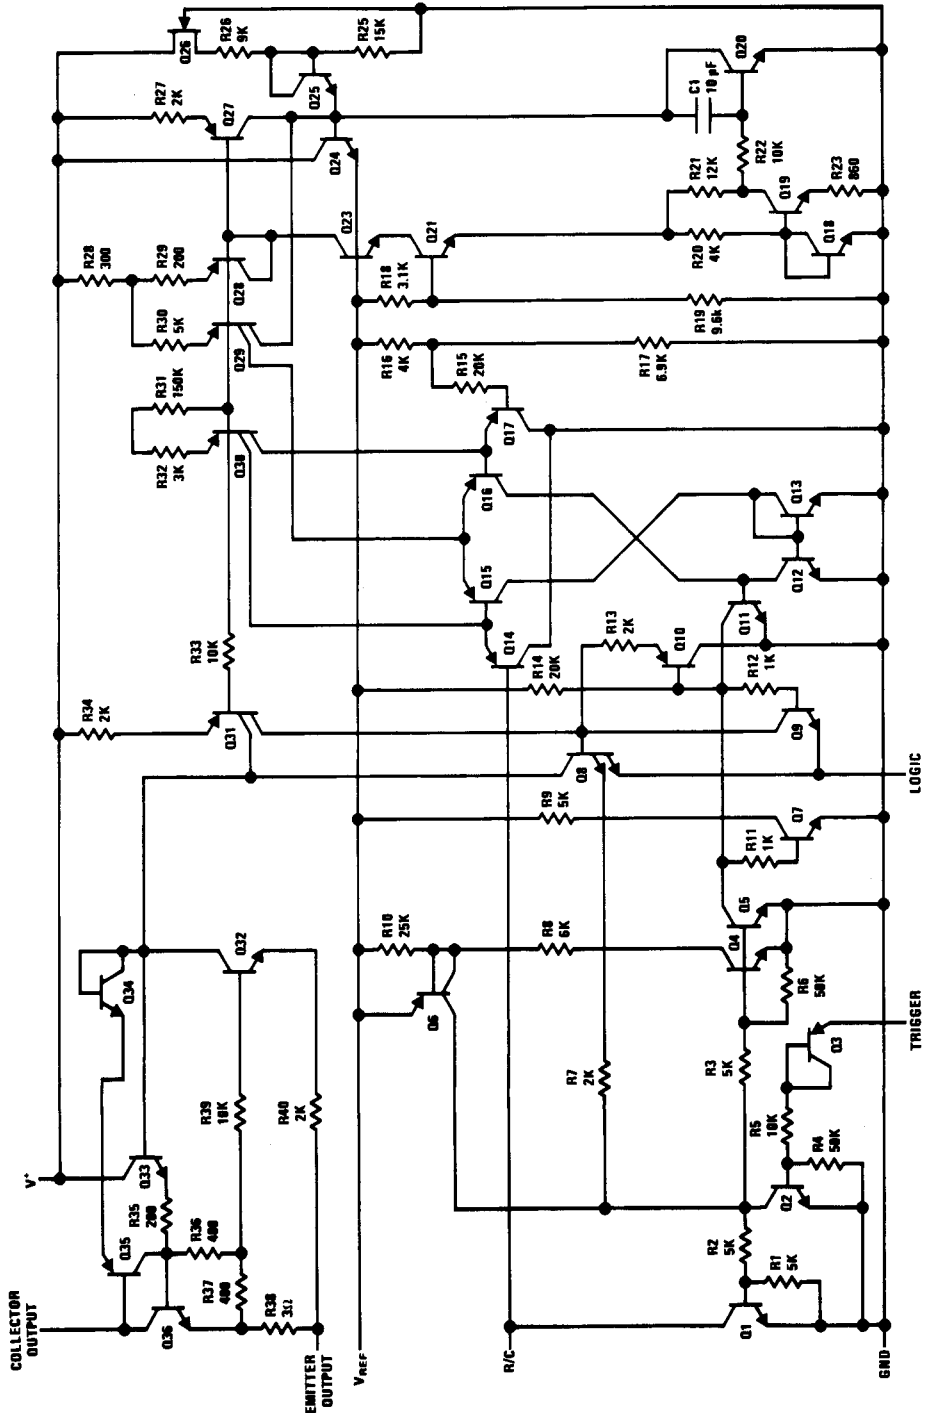 COLLECTOR
OUTPUT
V+
R34
2K
R28
300
R27
2K
Q26
R26
9K
R25
15K
Q25
Q34
Q33
R35
200
Q35
R36
400
R37
400
Q36
R38
3Ω
EMITTER
OUTPUT
R39
10K
R40
2K
Q32
Q31
R33
10K
R32
3K
R31
150K
Q30
R30
5K
R29
200
Q29
Q28
Q27
Q24
Q23
VREF
R10
25K
Q6
R9
5K
R14
20K
R16
4K
R15
20K
R18
3.1K
Q21
R/C
R8
6K
R7
2K
Q8
R13
2K
Q10
Q14
Q15
Q16
Q17
R17
6.9K
R19
9.6k
R20
4K
R21
12K
C1
10 pF
Q20
R22
10K
Q19
R23
860
Q18
Q13
Q12
Q11
R12
1K
Q9
Q7
R11
1K
Q5
Q4
R6
50K
R3
5K
Q3
R5
10K
R4
50K
Q2
R2
5K
R1
5K
Q1
GND
TRIGGER
LOGIC